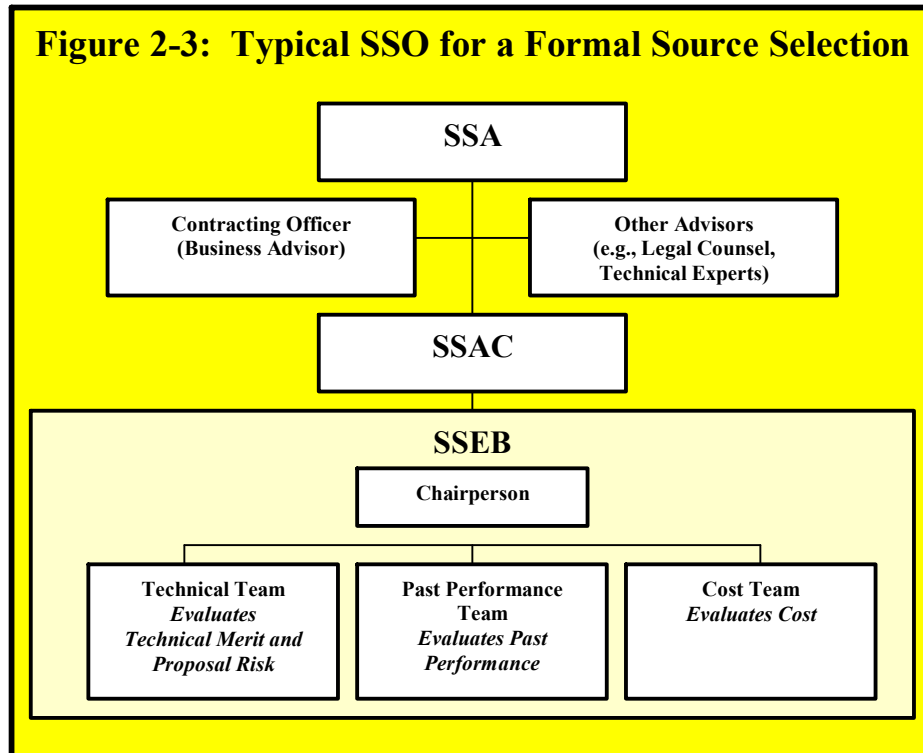 Figure 2-3:  Typical SSO for a Formal Source Selection
SSA
Contracting Officer
(Business Advisor)
Other Advisors
(e.g., Legal Counsel,
Technical Experts)
SSAC
SSEB
Chairperson
Technical Team
Evaluates
Technical Merit and
Proposal Risk
Past Performance
Team
Evaluates Past
Performance
Cost Team
Evaluates Cost